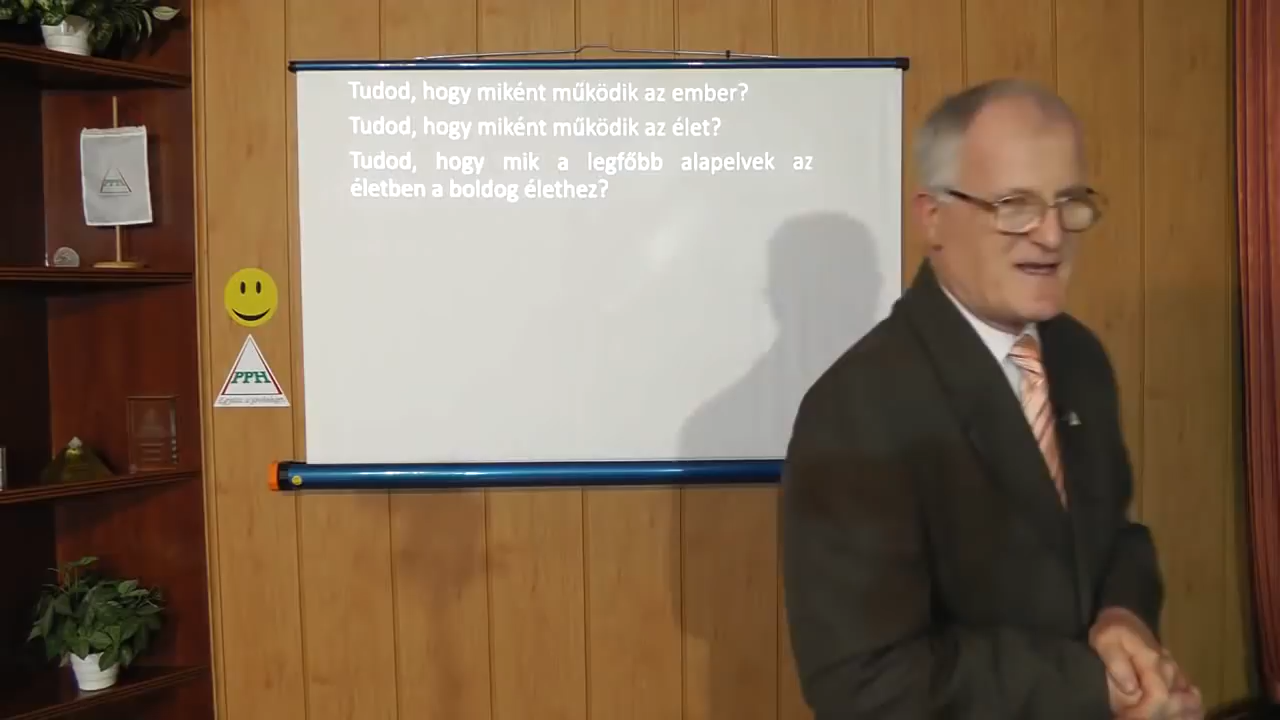 Tudod, hogy miként működik az ember?
Tudod, hogy miként működik az élet?
Tudod, hogy mik a legfőbb alapelvek az
életben a boldog élethez?
PPH
PPH